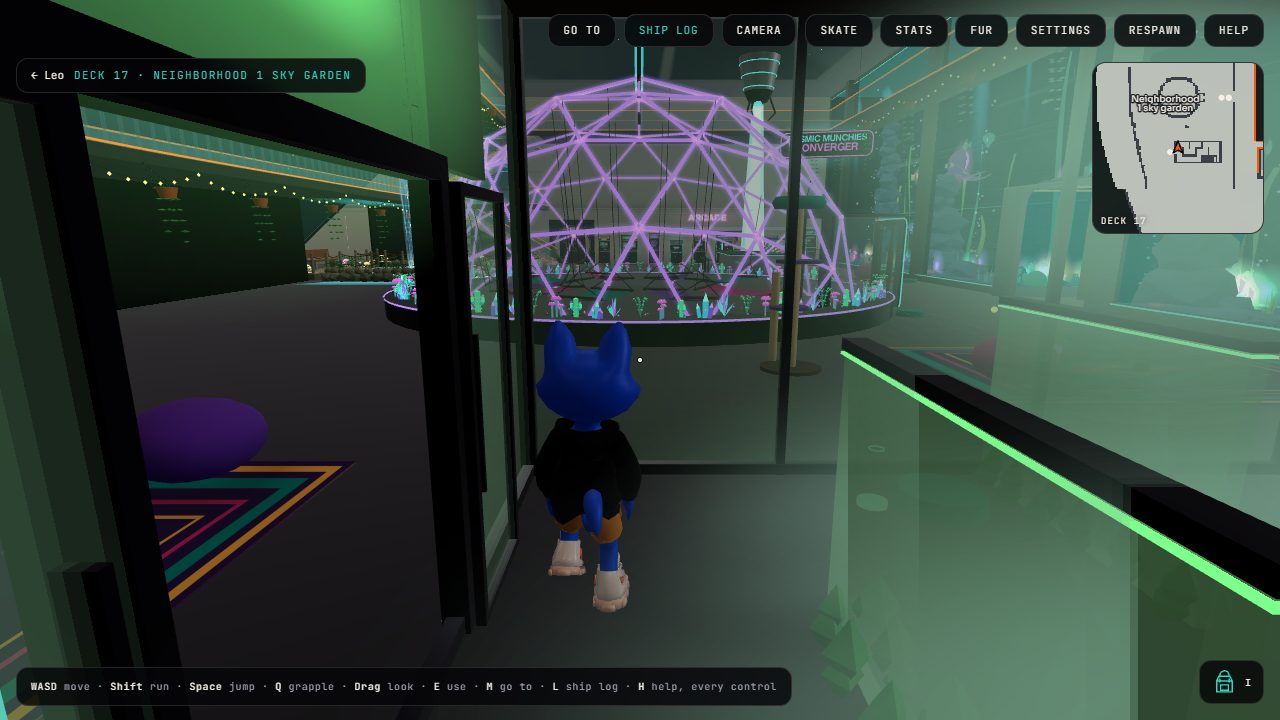 GO TO
SHIP LOG
CAMERA
SKATE
STATS
FUR
SETTINGS
RESPAWN
HELP
← Leo DECK 17 · NEIGHBORHOOD 1 SKY GARDEN
Neighborhood
1 sky garden
DECK 17
SMIC MUNCHIES
ONVERGER
ARCADE
WASD move · Shift run · Space jump · Q grapple · Drag look · E use · M go to · L ship log · H help, every control
I